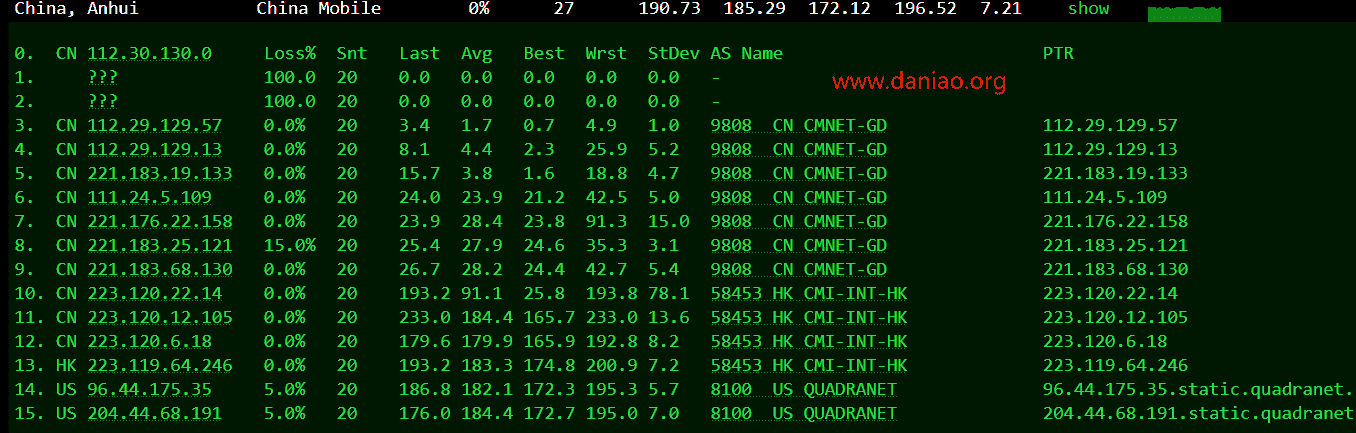 China, Anhui China Mobile 0% 27 190.73 185.29 172.12 196.52 7.21 show
0. CN 112.30.130.0 Loss% Snt Last Avg Best Wrst StDev AS Name PTR
1. ??? 100.0 20 0.0 0.0 0.0 0.0 0.0 -
www.daniao.org
2. ??? 100.0 20 0.0 0.0 0.0 0.0 0.0 -
3. CN 112.29.129.57 0.0% 20 3.4 1.7 0.7 4.9 1.0 9808 CN CMNET-GD 112.29.129.57
4. CN 112.29.129.13 0.0% 20 8.1 4.4 2.3 25.9 5.2 9808 CN CMNET-GD 112.29.129.13
5. CN 221.183.19.133 0.0% 20 15.7 3.8 1.6 18.8 4.7 9808 CN CMNET-GD 221.183.19.133
6. CN 111.24.5.109 0.0% 20 24.0 23.9 21.2 42.5 5.0 9808 CN CMNET-GD 111.24.5.109
7. CN 221.176.22.158 0.0% 20 23.9 28.4 23.8 91.3 15.0 9808 CN CMNET-GD 221.176.22.158
8. CN 221.183.25.121 15.0% 20 25.4 27.9 24.6 35.3 3.1 9808 CN CMNET-GD 221.183.25.121
9. CN 221.183.68.130 0.0% 20 26.7 28.2 24.4 42.7 5.4 9808 CN CMNET-GD 221.183.68.130
10. CN 223.120.22.14 0.0% 20 193.2 91.1 25.8 193.8 78.1 58453 HK CMI-INT-HK 223.120.22.14
11. CN 223.120.12.105 0.0% 20 233.0 184.4 165.7 233.0 13.6 58453 HK CMI-INT-HK 223.120.12.105
12. CN 223.120.6.18 0.0% 20 179.6 179.9 165.9 192.8 8.2 58453 HK CMI-INT-HK 223.120.6.18
13. HK 223.119.64.246 0.0% 20 193.2 183.3 174.8 200.9 7.2 58453 HK CMI-INT-HK 223.119.64.246
14. US 96.44.175.35 5.0% 20 186.8 182.1 172.3 195.3 5.7 8100 US QUADRANET 96.44.175.35.static.quadranet.
15. US 204.44.68.191 5.0% 20 176.0 184.4 172.7 195.0 7.0 8100 US QUADRANET 204.44.68.191.static.quadranet